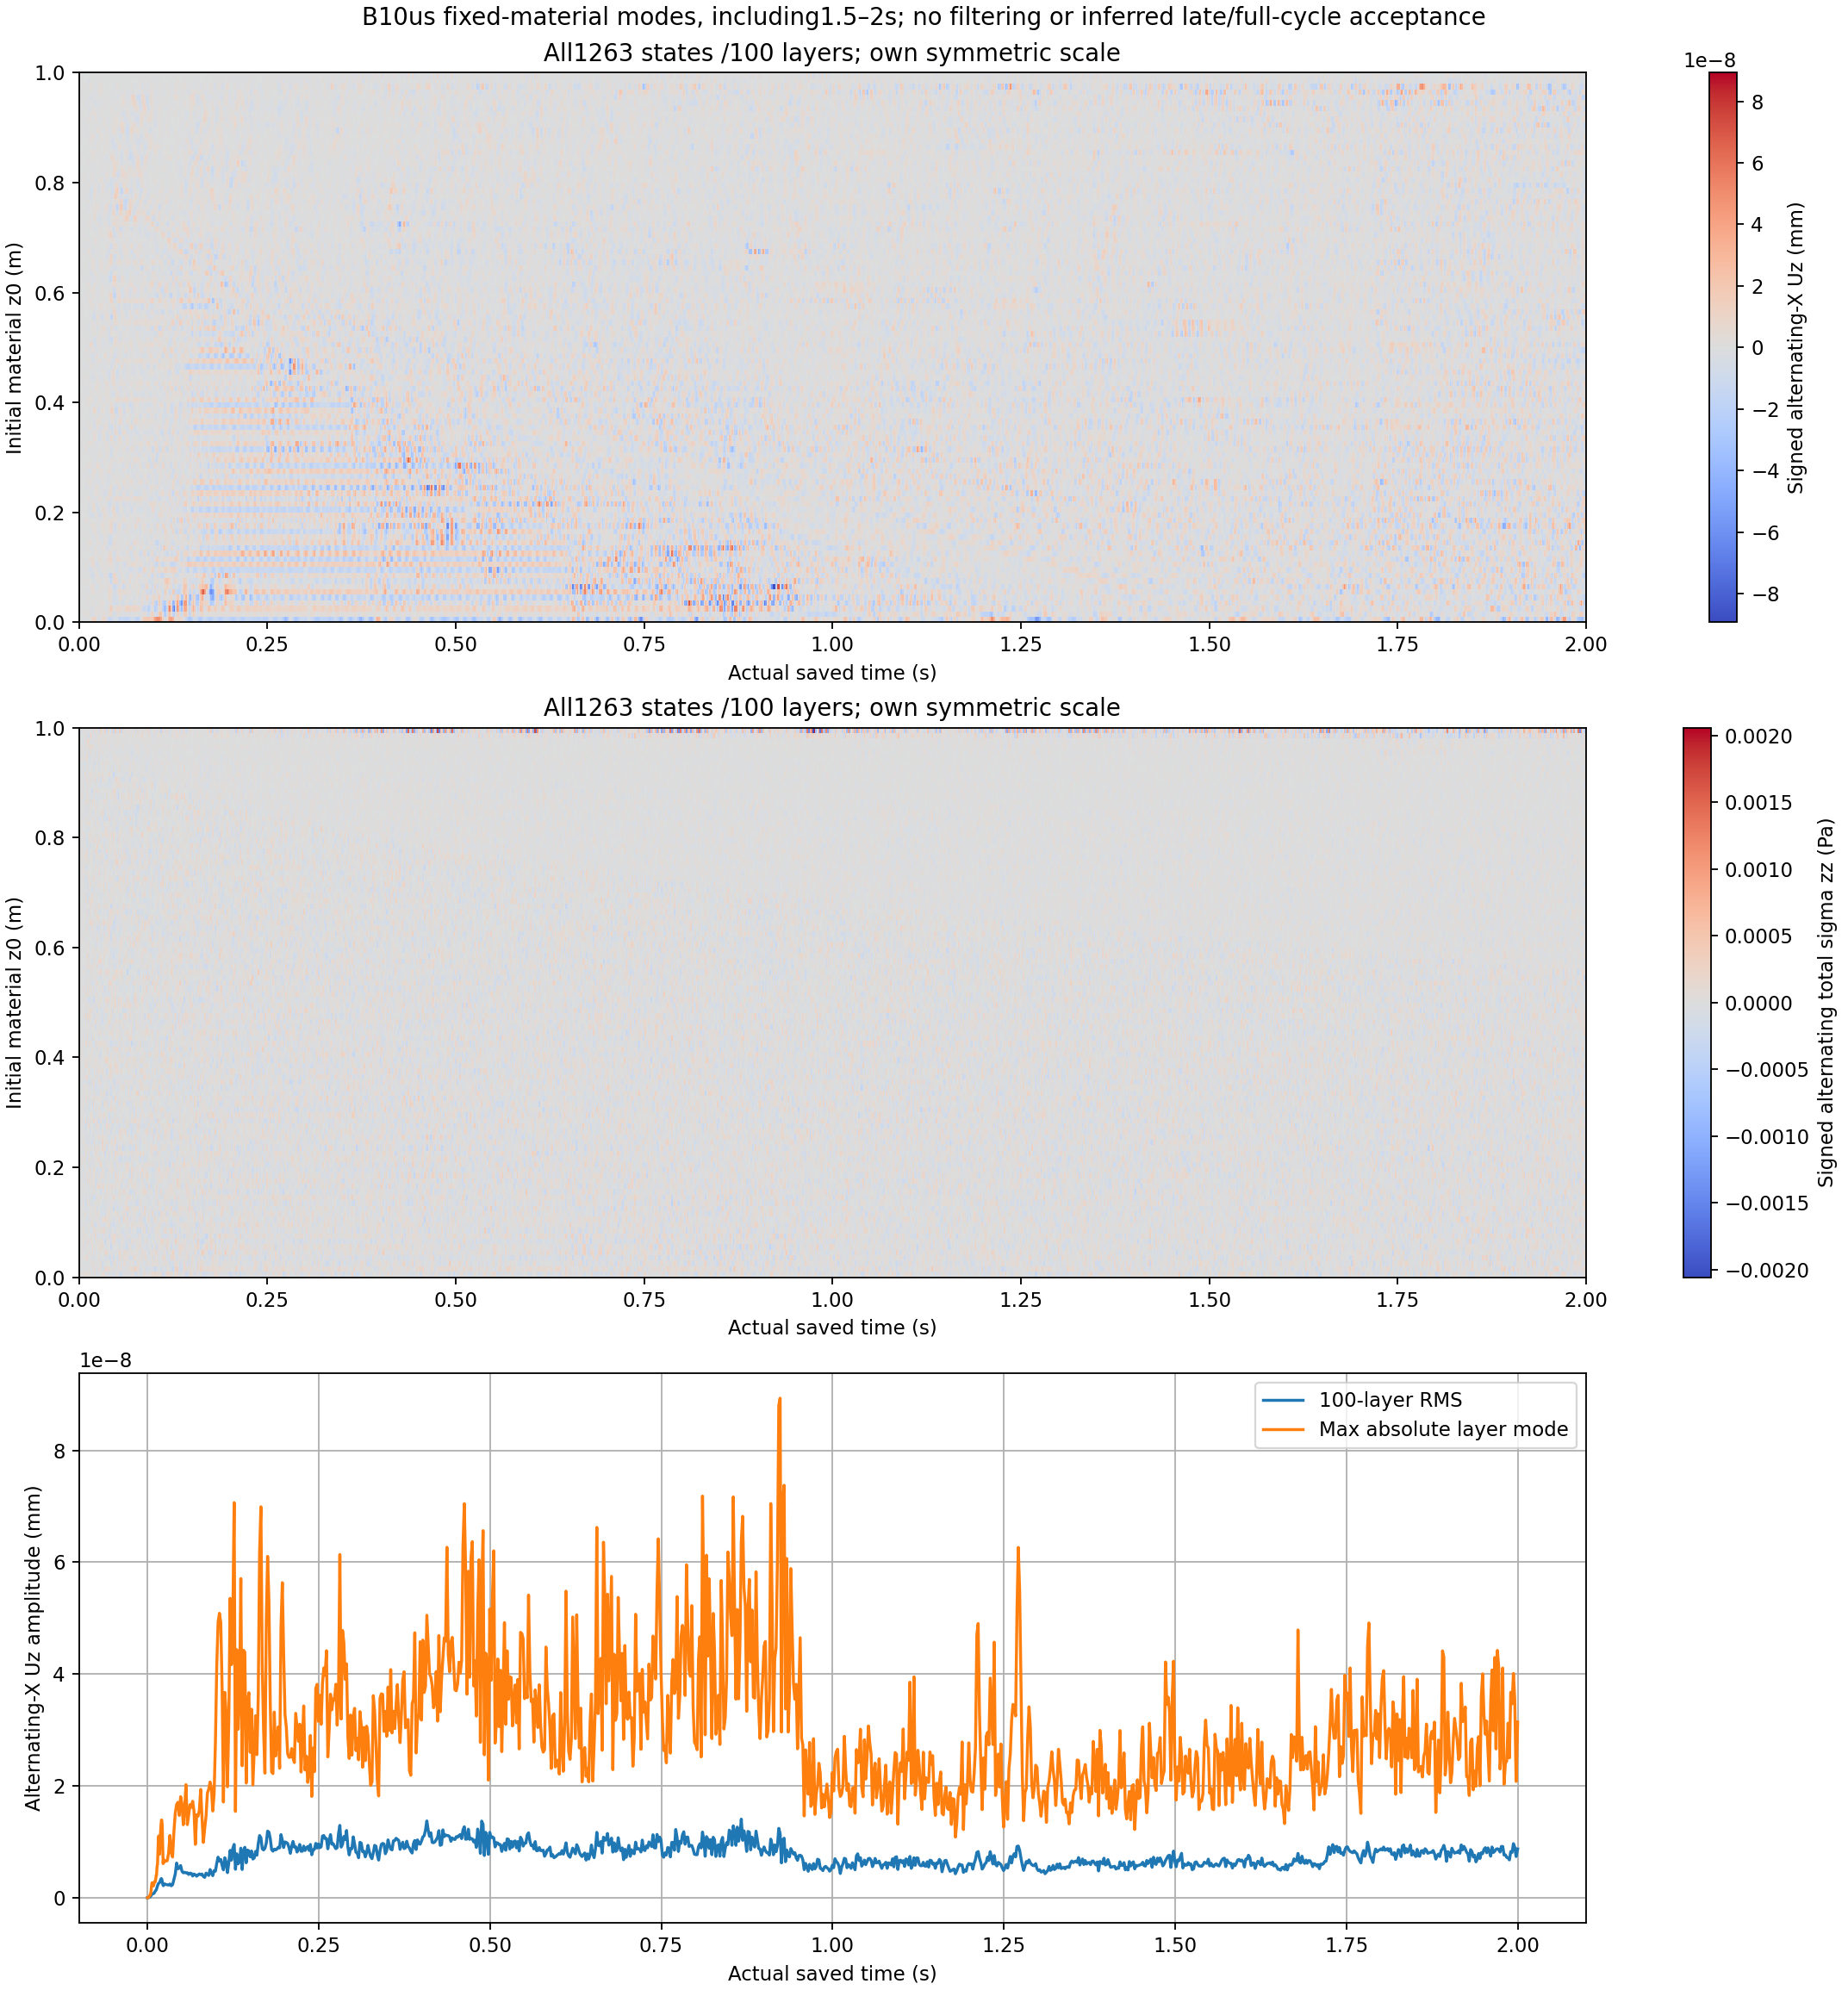 B10us fixed-material modes, including1.5–2s; no filtering or inferred late/full-cycle acceptance
All1263 states /100 layers; own symmetric scale
1e−8
1.0
0.8
0.6
0.4
0.2
0.0
Initial material z0 (m)
0.00 0.25 0.50 0.75 1.00 1.25 1.50 1.75 2.00
Actual saved time (s)
8
6
4
2
0
−2
−4
−6
−8
Signed alternating-X Uz (mm)
All1263 states /100 layers; own symmetric scale
1.0
0.8
0.6
0.4
0.2
0.0
Initial material z0 (m)
0.00 0.25 0.50 0.75 1.00 1.25 1.50 1.75 2.00
Actual saved time (s)
0.0020
0.0015
0.0010
0.0005
0.0000
−0.0005
−0.0010
−0.0015
−0.0020
Signed alternating total sigma zz (Pa)
1e−8
8
6
4
2
0
Alternating-X Uz amplitude (mm)
100-layer RMS
Max absolute layer mode
0.00 0.25 0.50 0.75 1.00 1.25 1.50 1.75 2.00
Actual saved time (s)